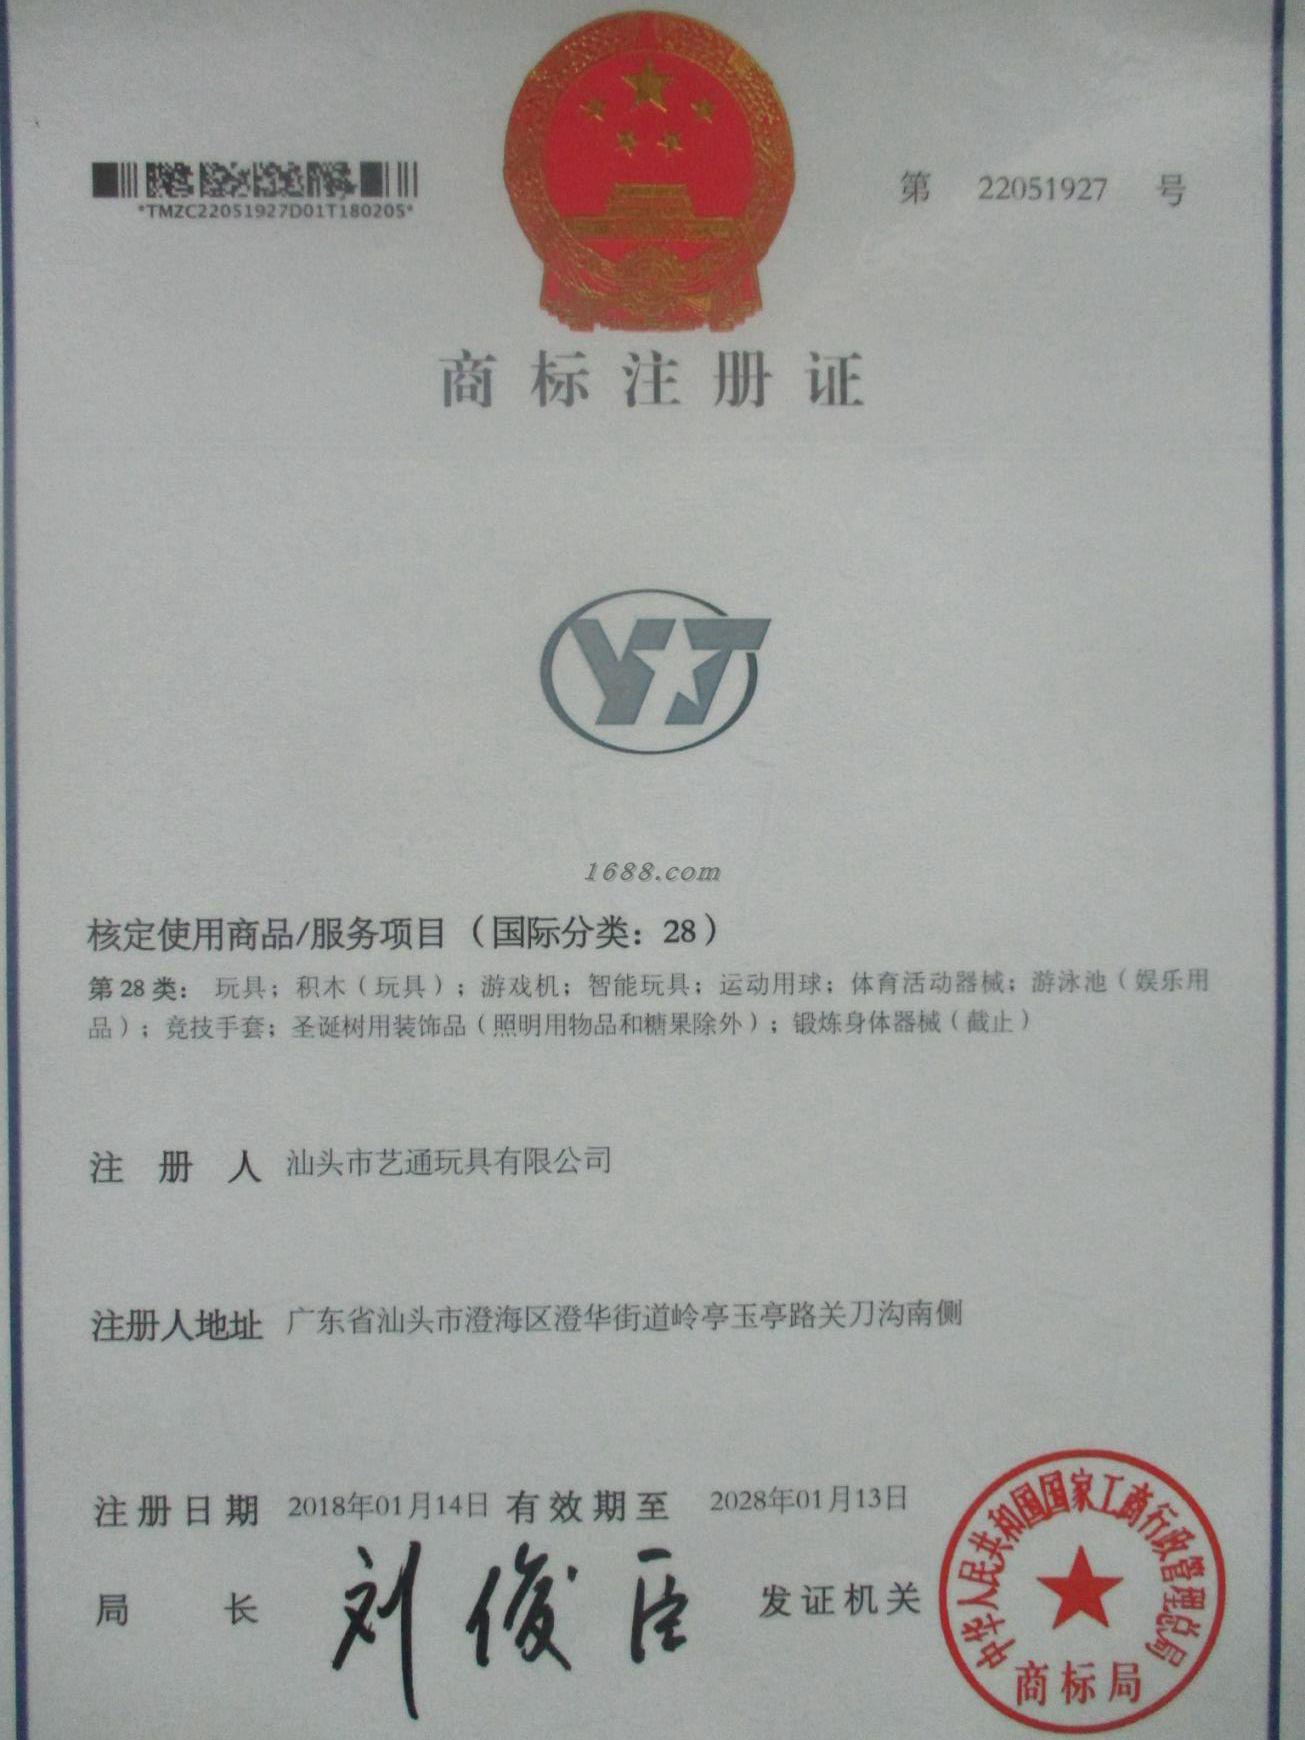 *TMZC22051927D01T180205*
第 22051927 号
商标注册证
YT
1688.com
核定使用商品/服务项目（国际分类：28）
第28类： 玩具；积木（玩具）；游戏机；智能玩具；运动用球；体育活动器械；游泳池（娱乐用
品）；竞技手套；圣诞树用装饰品（照明用物品和糖果除外）；锻炼身体器械（截止）
注册人 汕头市艺通玩具有限公司
注册人地址 广东省汕头市澄海区澄华街道岭亭玉亭路关刀沟南侧
注册日期 2018年01月14日 有效期至 2028年01月13日
局长 刘俊臣 发证机关
中华人民共和国国家工商行政管理总局
商标局